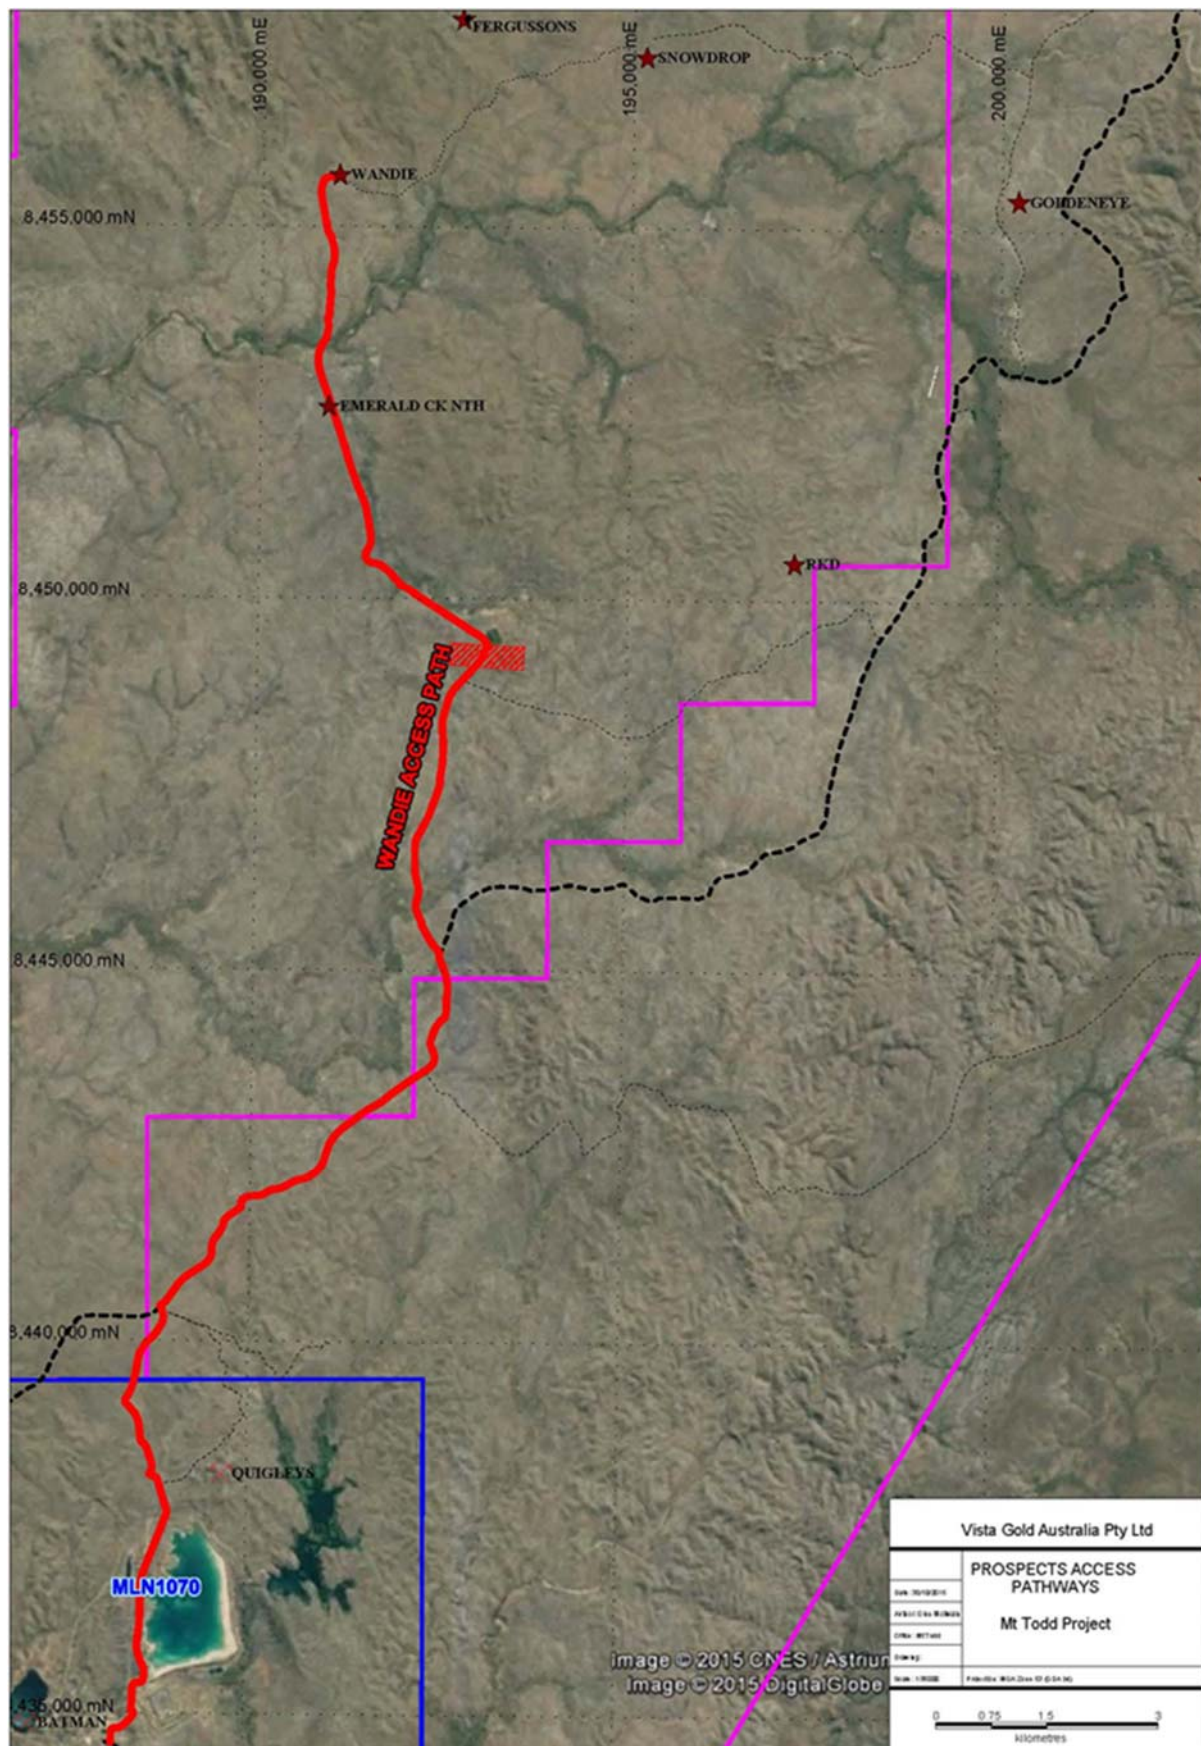 FERGUSSONS
SNOWDROP
190,000 mE
195,000 mE
200,000 mE
WANDIE
GOLDENEYE
8,455,000 mN
EMERALD CK NTH
RKD
8,450,000 mN
WANDIE ACCESS PATH
8,445,000 mN
8,440,000 mN
QUIGLEYS
MLN1070
Vista Gold Australia Pty Ltd
PROSPECTS ACCESS
PATHWAYS
Mt Todd Project
Image © 2015 CNES / Astrium
Image © 2015 DigitalGlobe
,435,000 mN
BATMAN
0 0.75 1.5 3
kilometres